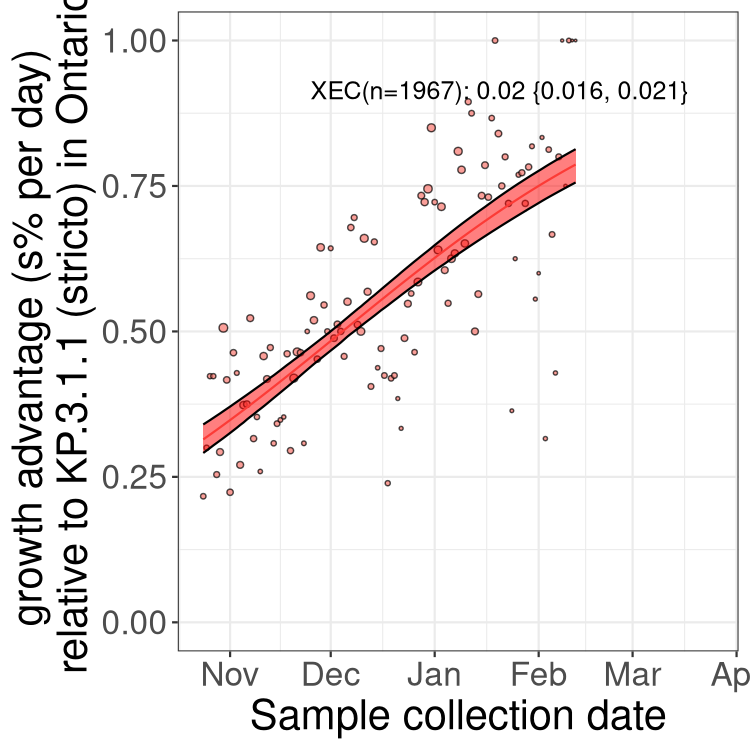 growth advantage (s% per day)
relative to KP.3.1.1 (stricto) in Ontario
1.00
0.75
0.50
0.25
0.00
XEC(n=1967): 0.02 {0.016, 0.021}
Nov Dec Jan Feb Mar Ap
Sample collection date